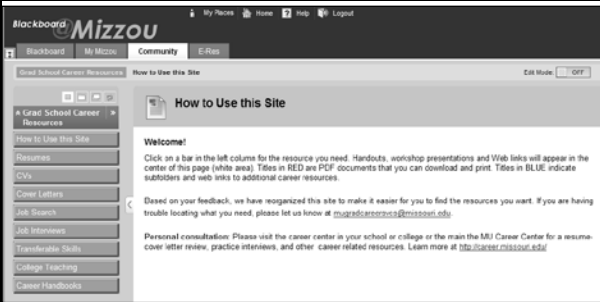 Blackboard@Mizzou
My Places Home Help Logout
Blackboard My Mizzou Community E-Res
Grad School Career Resources How to Use this Site Edit Mode: OFF
Grad School Career
Resources
How to Use this Site
Resumes
CVs
Cover Letters
Job Search
Job Interviews
Transferable Skills
College Teaching
Career Handbooks
How to Use this Site
Welcome!
Click on a bar in the left column for the resource you need. Handouts, workshop presentations and Web links will appear in the
center of this page (white area). Titles in RED are PDF documents that you can download and print. Titles in BLUE indicate
subfolders and web links to additional career resources.
Based on your feedback, we have reorganized this site to make it easier for you to find the resources you want. If you are having
trouble locating what you need, please let us know at mugradcareersvcs@missouri.edu.
Personal consultation: Please visit the career center in your school or college or the main the MU Career Center for a resume-
cover letter review, practice interviews, and other career related resources. Learn more at http://career.missouri.edu/